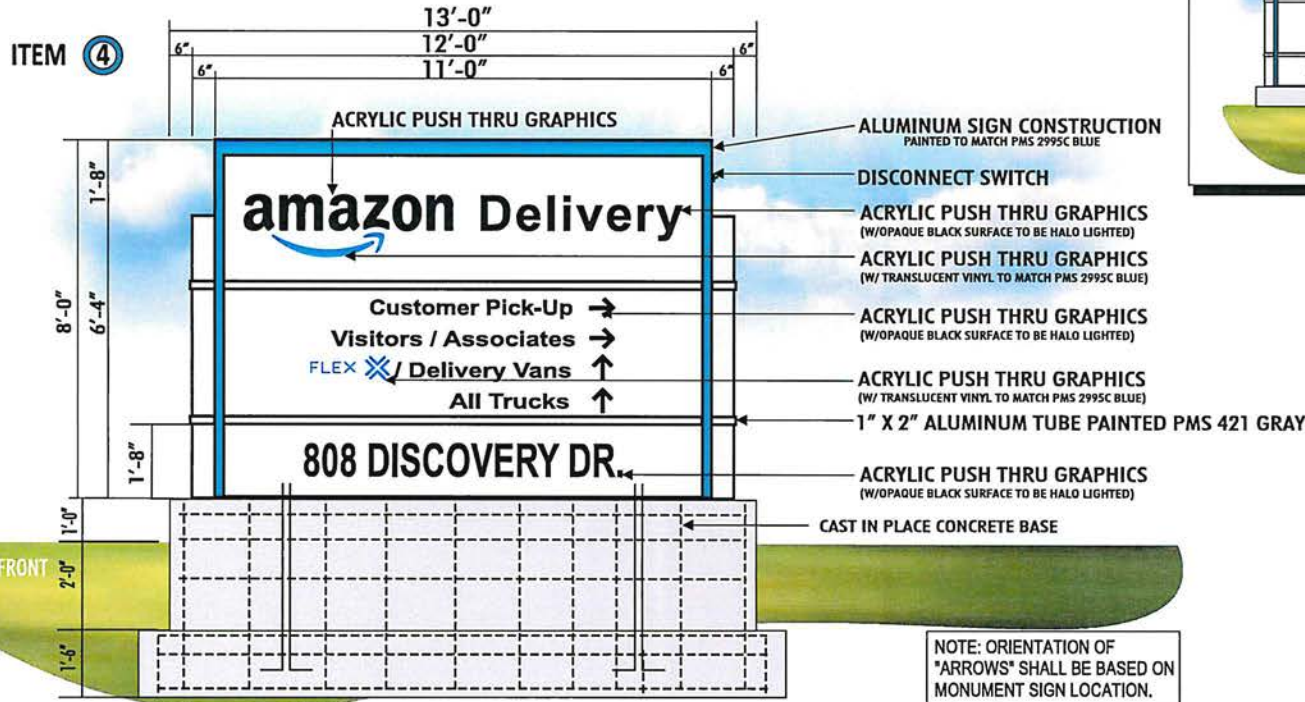 13'-0"
ITEM 4
6" 12'-0" 6"
6" 11'-0" 6"
ACRYLIC PUSH THRU GRAPHICS
ALUMINUM SIGN CONSTRUCTION
PAINTED TO MATCH PMS 2995C BLUE
DISCONNECT SWITCH
1'-8"
amazon Delivery
ACRYLIC PUSH THRU GRAPHICS
(W/OPAQUE BLACK SURFACE TO BE HALO LIGHTED)
ACRYLIC PUSH THRU GRAPHICS
(W/ TRANSLUCENT VINYL TO MATCH PMS 2995C BLUE)
8'-0"
6'-4"
Customer Pick-Up →
Visitors / Associates →
FLEX / Delivery Vans ↑
All Trucks ↑
ACRYLIC PUSH THRU GRAPHICS
(W/OPAQUE BLACK SURFACE TO BE HALO LIGHTED)
ACRYLIC PUSH THRU GRAPHICS
(W/ TRANSLUCENT VINYL TO MATCH PMS 2995C BLUE)
1" X 2" ALUMINUM TUBE PAINTED PMS 421 GRAY
1'-8"
808 DISCOVERY DR.
ACRYLIC PUSH THRU GRAPHICS
(W/OPAQUE BLACK SURFACE TO BE HALO LIGHTED)
1'-0"
CAST IN PLACE CONCRETE BASE
FRONT
2'-0"
1'-6"
NOTE: ORIENTATION OF
"ARROWS" SHALL BE BASED ON
MONUMENT SIGN LOCATION.